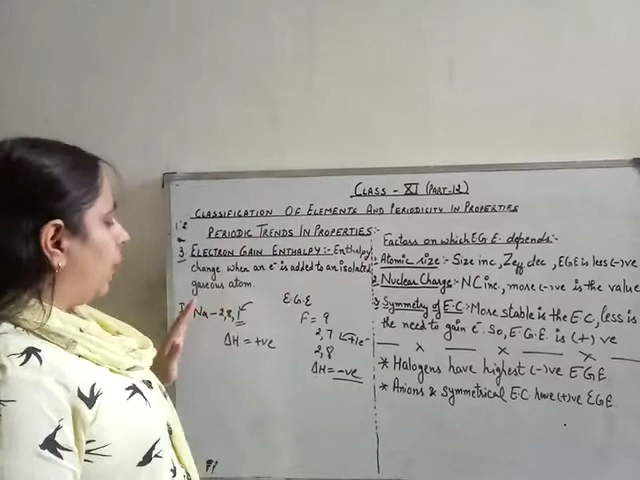 CLASS - XI (PART-12)
CLASSIFICATION OF ELEMENTS AND PERIODICITY IN PROPERTIES
PERIODIC TRENDS IN PROPERTIES:-
3. ELECTRON GAIN ENTHALPY:- Enthalpy
change when an e⁻ is added to an isolated
gaseous atom.
Na - 2,8,1
ΔH = +ve
E.G.E
F = 9
2,7 +1e⁻
2,8
ΔH = -ve
Factors on which E.G.E. depends:-
1. Atomic size:- Size inc, Zeff dec, EGE is less (-)ve
2. Nuclear Charge:- NC inc., more (-)ve is the value
3. Symmetry of E.C:- More stable is the E.C, less is
the need to gain e⁻. So, E.G.E. is (+)ve
— x — x — x —
* Halogens have highest (-)ve EGE
* Anions & symmetrical E.C have (+)ve EGE